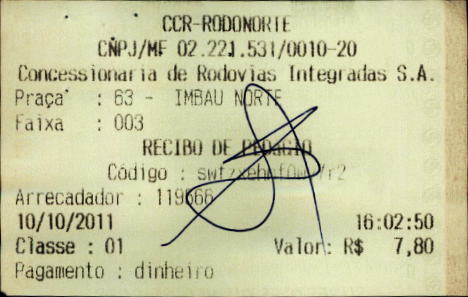 CCR-RODONORTE
CNPJ/MF 02.221.531/0010-20
Concessionaria de Rodovias Integradas S.A.
Praça : 63 - IMBAU NORTE
Faixa : 003
RECIBO DE PEDAGIO
Código :
Arrecadador : 119666
10/10/2011 16:02:50
Classe : 01 Valor: R$ 7,80
Pagamento : dinheiro